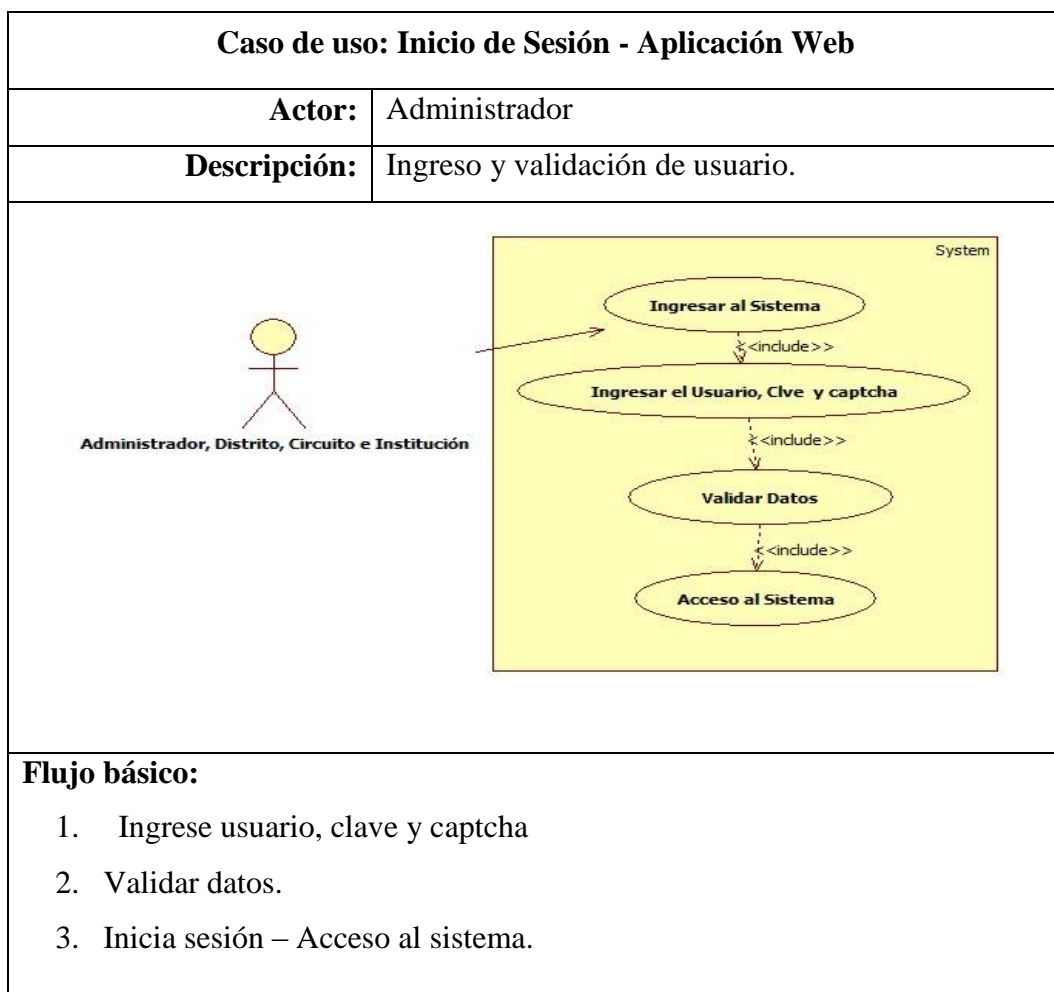 Caso de uso: Inicio de Sesión - Aplicación Web
Actor: Administrador
Descripción: Ingreso y validación de usuario.
System
Ingresar al Sistema
<<include>>
Ingresar el Usuario, Clve y captcha
<<include>>
Administrador, Distrito, Circuito e Institución
Validar Datos
<<include>>
Acceso al Sistema
Flujo básico:
1. Ingrese usuario, clave y captcha
2. Validar datos.
3. Inicia sesión – Acceso al sistema.